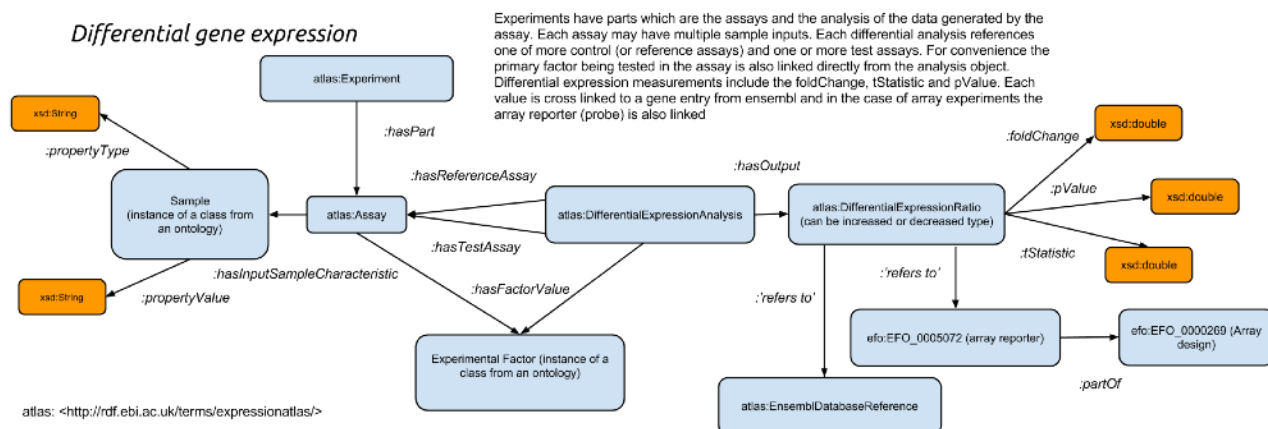 Differential gene expression
Experiments have parts which are the assays and the analysis of the data generated by the
assay. Each assay may have multiple sample inputs. Each differential analysis references
one of more control (or reference assays) and one or more test assays. For convenience the
primary factor being tested in the assay is also linked directly from the analysis object.
Differential expression measurements include the foldChange, tStatistic and pValue. Each
value is cross linked to a gene entry from ensembl and in the case of array experiments the
array reporter (probe) is also linked
atlas:Experiment
xsd:String
:propertyType
:hasPart
:foldChange
xsd:double
:hasReferenceAssay
:hasOutput
Sample
(instance of a class from
an ontology)
atlas:Assay
atlas:DifferentialExpressionAnalysis
atlas:DifferentialExpressionRatio
(can be increased or decreased type)
:pValue
xsd:double
:hasTestAssay
:tStatistic
xsd:double
:hasInputSampleCharacteristic
xsd:String
:propertyValue
:hasFactorValue
:'refers to'
:'refers to'
efo:EFO_0005072 (array reporter)
efo:EFO_0000269 (Array
design)
Experimental Factor (instance of a
class from an ontology)
:partOf
atlas:EnsemblDatabaseReference
atlas: <http://rdf.ebi.ac.uk/terms/expressionatlas/>